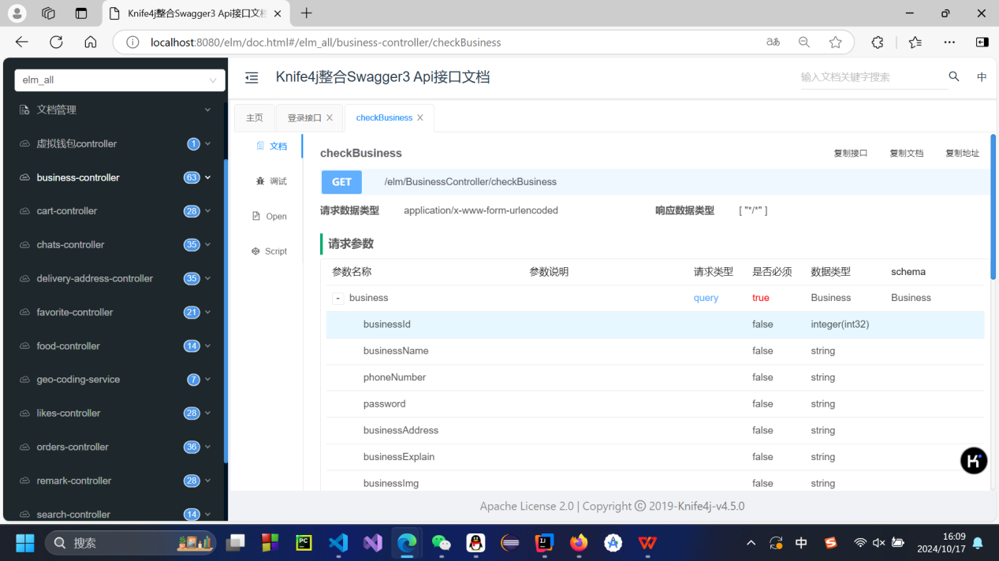 Knife4j整合Swagger3 Api接口文档
localhost:8080/elm/doc.html#/elm_all/business-controller/checkBusiness
elm_all
文档管理
虚拟钱包controller 1
business-controller 63
cart-controller 28
chats-controller 35
delivery-address-controller 35
favorite-controller 21
food-controller 14
geo-coding-service 7
likes-controller 28
orders-controller 36
remark-controller 28
search-controller 14
Knife4j整合Swagger3 Api接口文档
输入文档关键字搜索
中
主页 登录接口 checkBusiness
文档
调试
Open
Script
checkBusiness 复制接口 复制文档 复制地址
GET /elm/BusinessController/checkBusiness
请求数据类型 application/x-www-form-urlencoded 响应数据类型 [ "*/*" ]
请求参数
参数名称 参数说明 请求类型 是否必须 数据类型 schema
- business query true Business Business
businessId false integer(int32)
businessName false string
phoneNumber false string
password false string
businessAddress false string
businessExplain false string
businessImg false string
Apache License 2.0 | Copyright © 2019-Knife4j-v4.5.0
搜索
中
16:09
2024/10/17